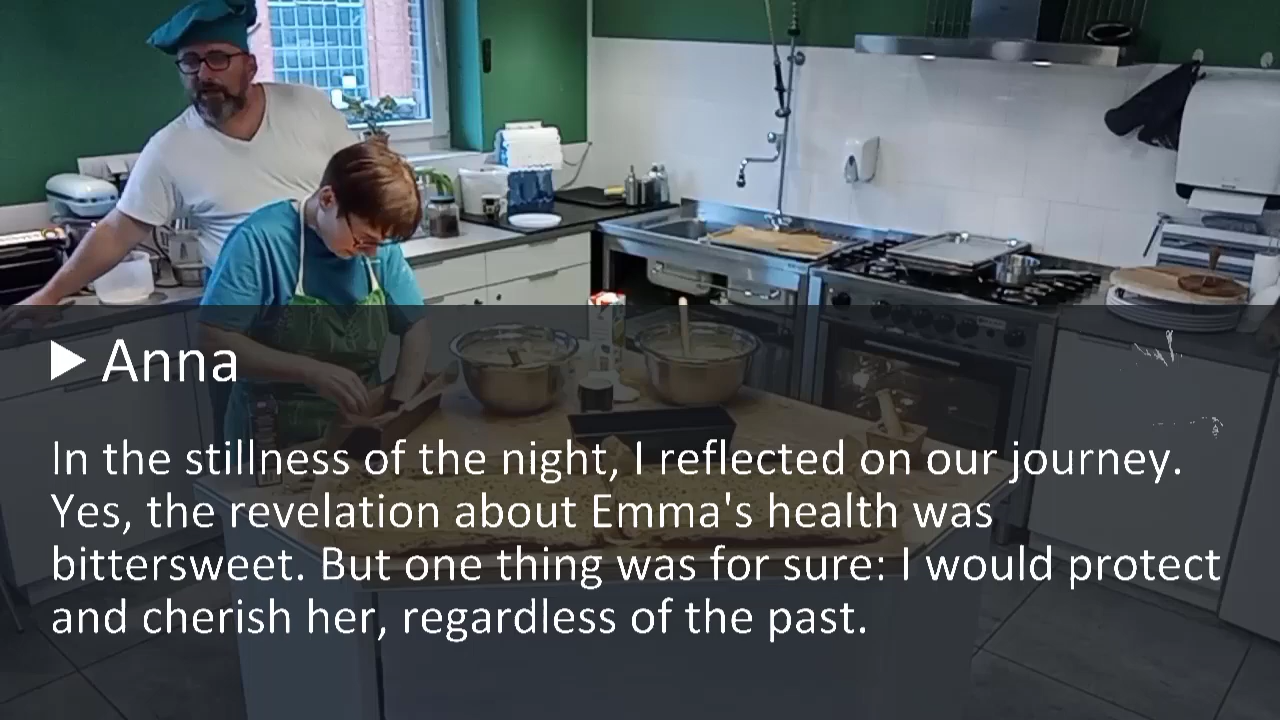 ▶ Anna
In the stillness of the night, I reflected on our journey.
Yes, the revelation about Emma's health was
bittersweet. But one thing was for sure: I would protect
and cherish her, regardless of the past.